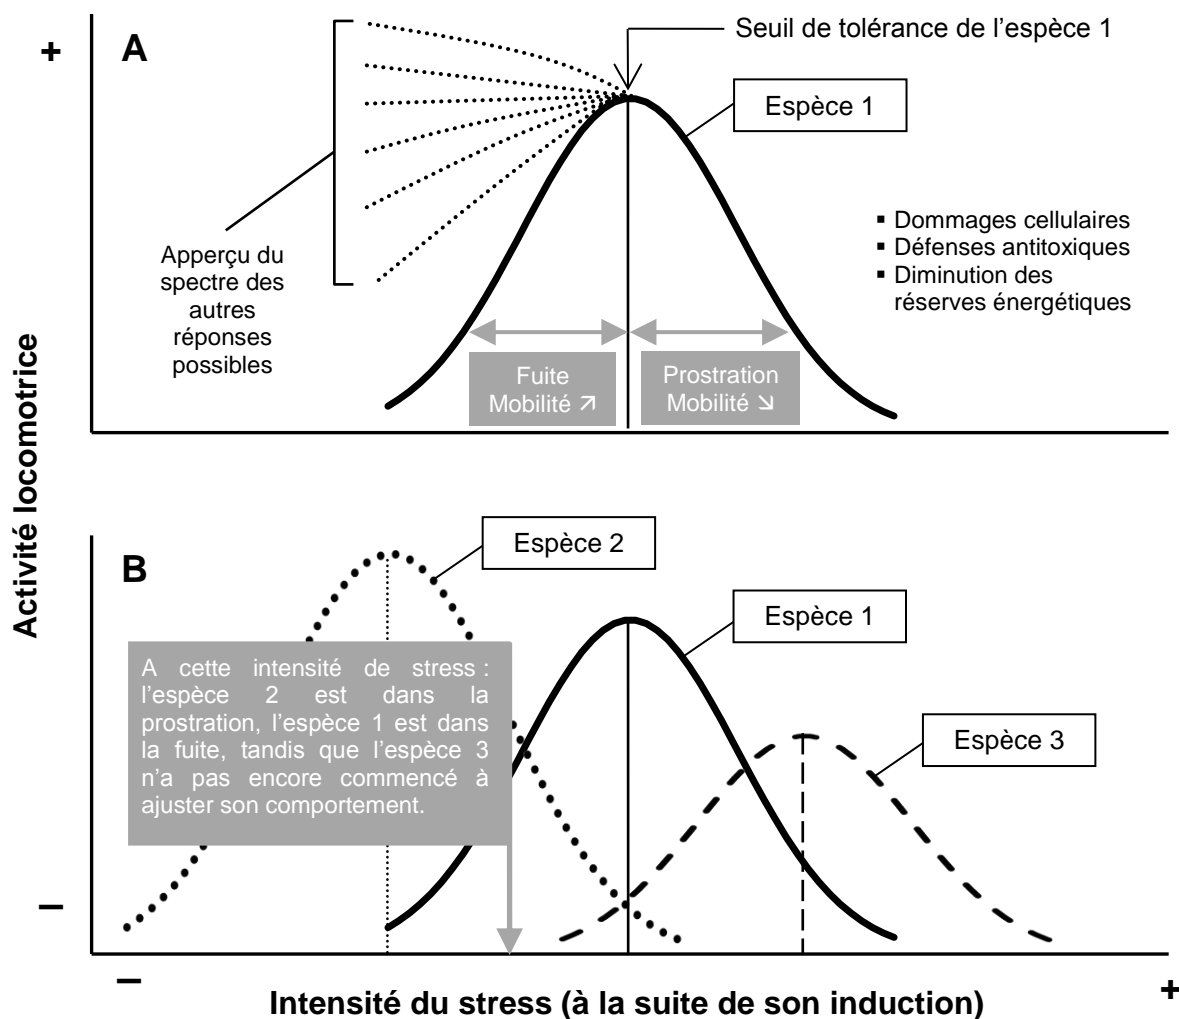 A
+
Seuil de tolérance de l’espèce 1
Espèce 1
Apperçu du
spectre des
autres
réponses
possibles
▪ Dommages cellulaires
▪ Défenses antitoxiques
▪ Diminution des
réserves énergétiques
Fuite
Mobilité ↗
Prostration
Mobilité ↘
Activité locomotrice
B
Espèce 2
Espèce 1
Espèce 3
A cette intensité de stress :
l’espèce 2 est dans la
prostration, l’espèce 1 est dans
la fuite, tandis que l’espèce 3
n’a pas encore commencé à
ajuster son comportement.
–
–
+
Intensité du stress (à la suite de son induction)